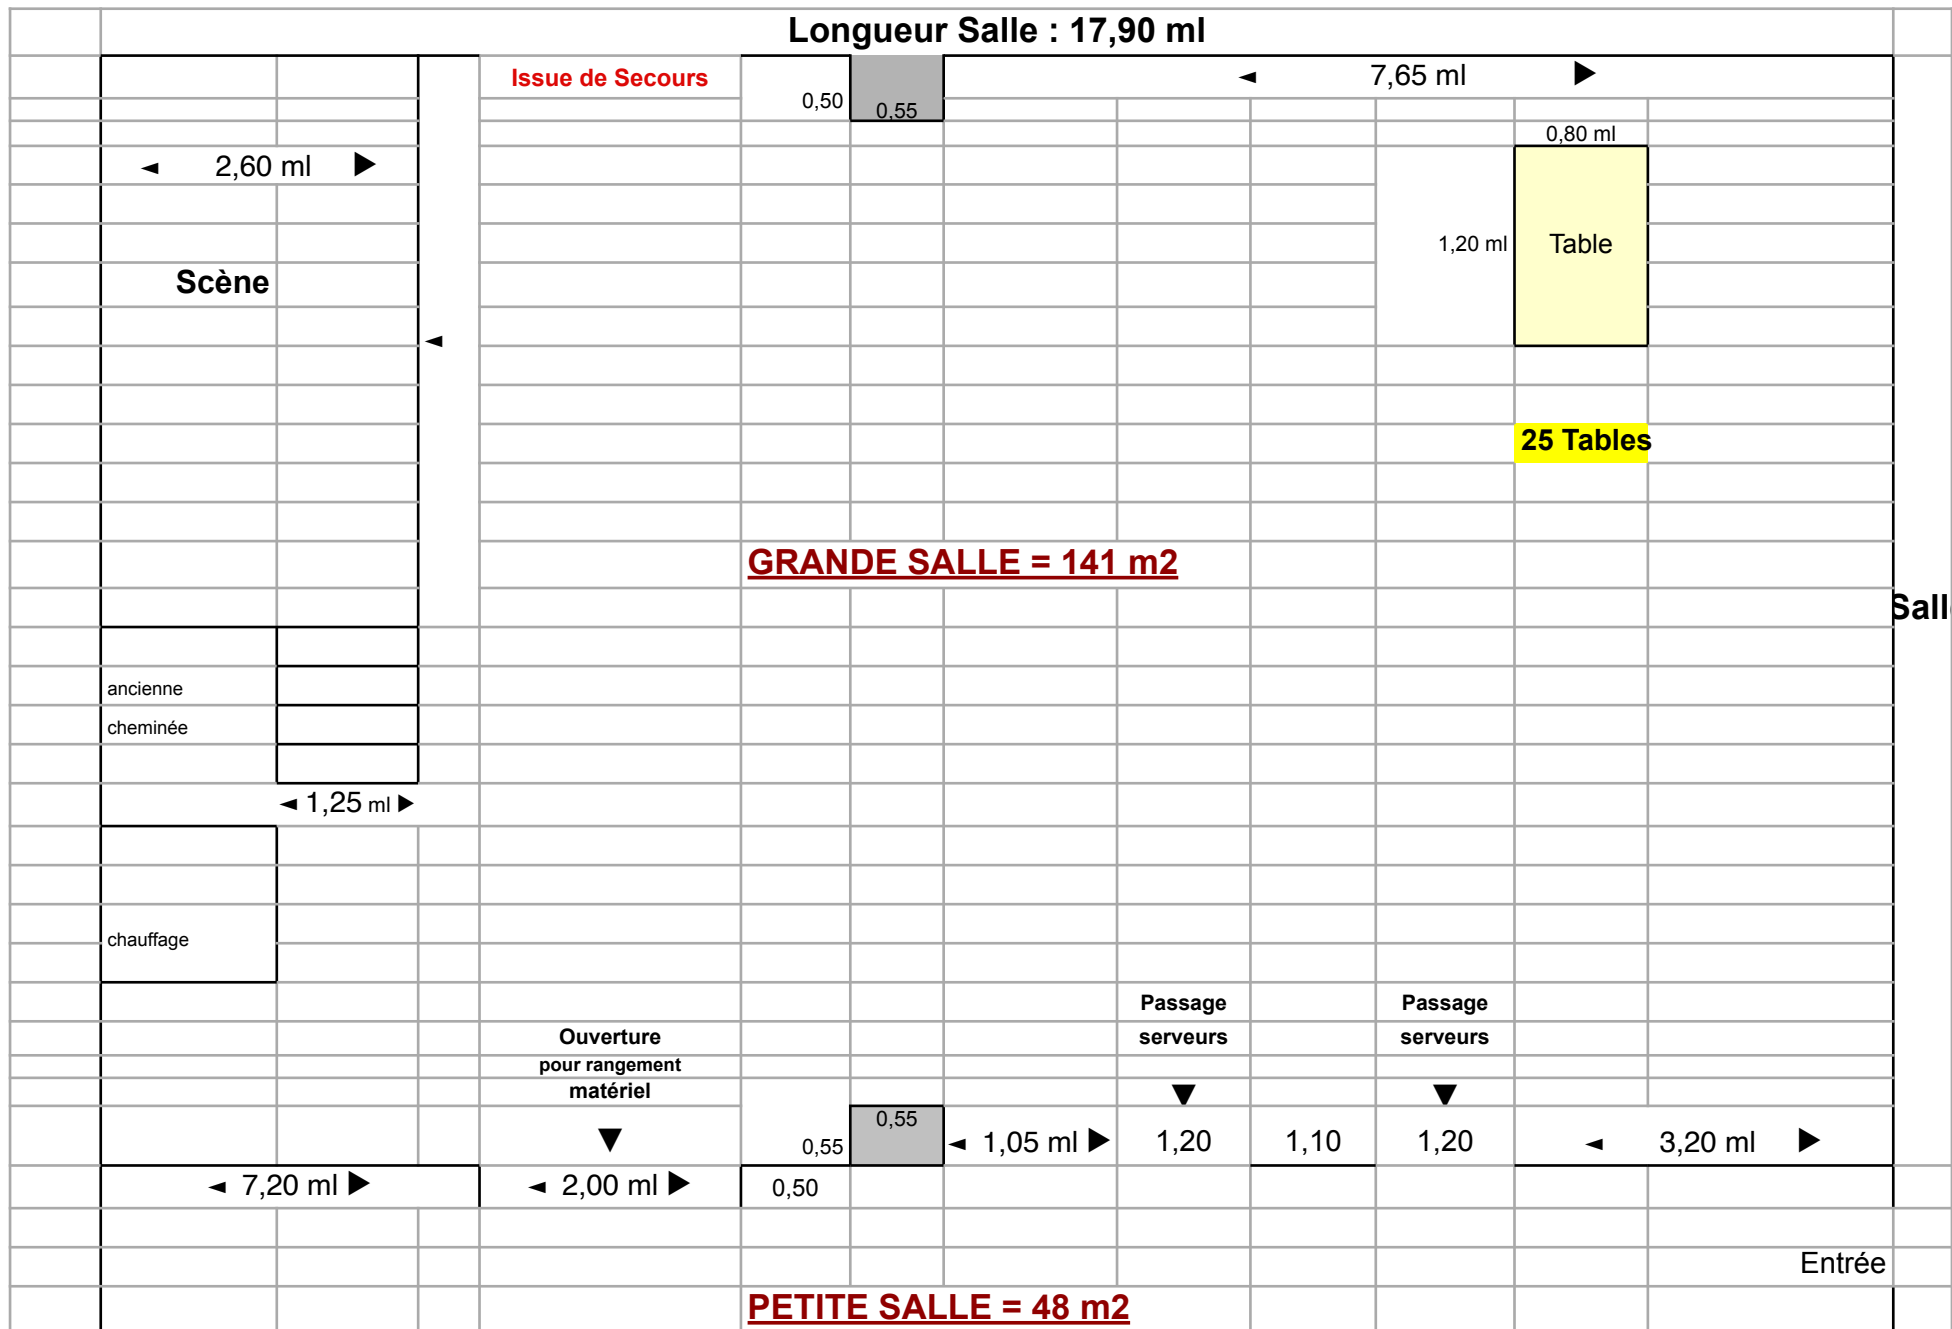 Longueur Salle : 17,90 ml
Issue de Secours
◄ 7,65 ml ►
0,50
0,55
0,80 ml
◄ 2,60 ml ►
1,20 ml
Table
Scène
◄
25 Tables
GRANDE SALLE = 141 m2
Sall
ancienne
cheminée
◄ 1,25 ml ►
chauffage
Passage
Passage
Ouverture
serveurs
serveurs
pour rangement
matériel
▼
▼
0,55
▼
0,55
◄ 1,05 ml ►
1,20
1,10
1,20
◄ 3,20 ml ►
◄ 7,20 ml ►
◄ 2,00 ml ►
0,50
Entrée
PETITE SALLE = 48 m2